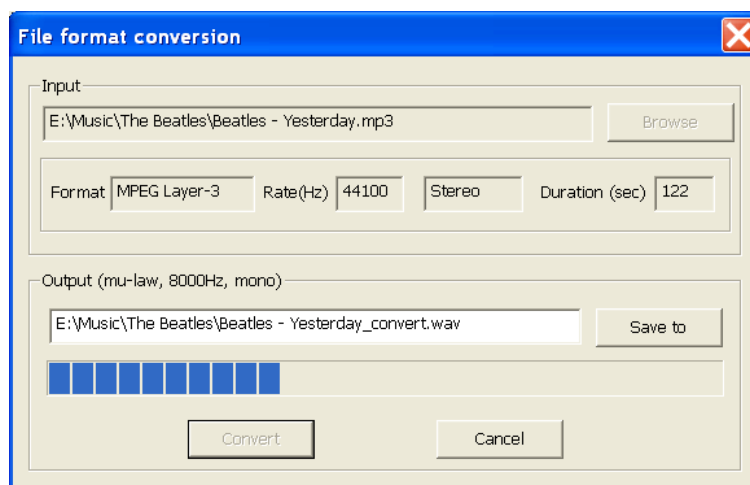 File format conversion
Input
E:\Music\The Beatles\Beatles - Yesterday.mp3 Browse
Format MPEG Layer-3 Rate(Hz) 44100 Stereo Duration (sec) 122
Output (mu-law, 8000Hz, mono)
E:\Music\The Beatles\Beatles - Yesterday_convert.wav Save to
Convert Cancel